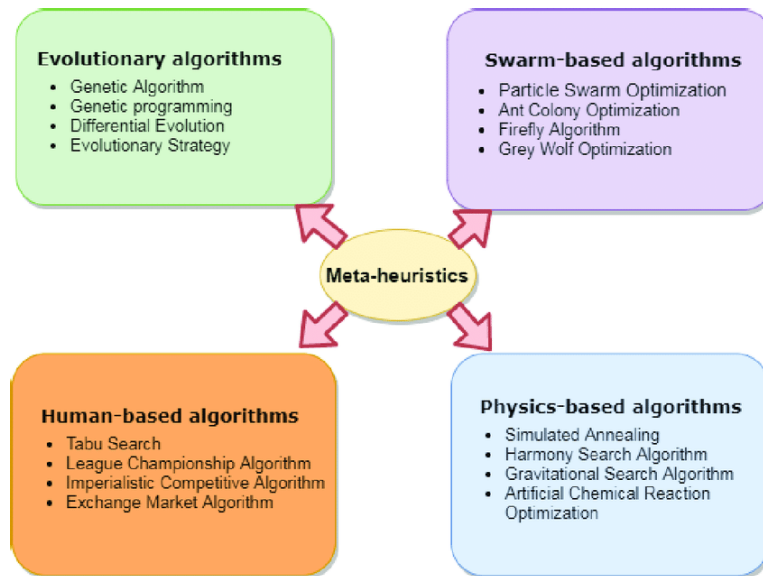 Evolutionary algorithms
• Genetic Algorithm
• Genetic programming
• Differential Evolution
• Evolutionary Strategy
Swarm-based algorithms
• Particle Swarm Optimization
• Ant Colony Optimization
• Firefly Algorithm
• Grey Wolf Optimization
Meta-heuristics
Human-based algorithms
• Tabu Search
• League Championship Algorithm
• Imperialistic Competitive Algorithm
• Exchange Market Algorithm
Physics-based algorithms
• Simulated Annealing
• Harmony Search Algorithm
• Gravitational Search Algorithm
• Artificial Chemical Reaction
Optimization